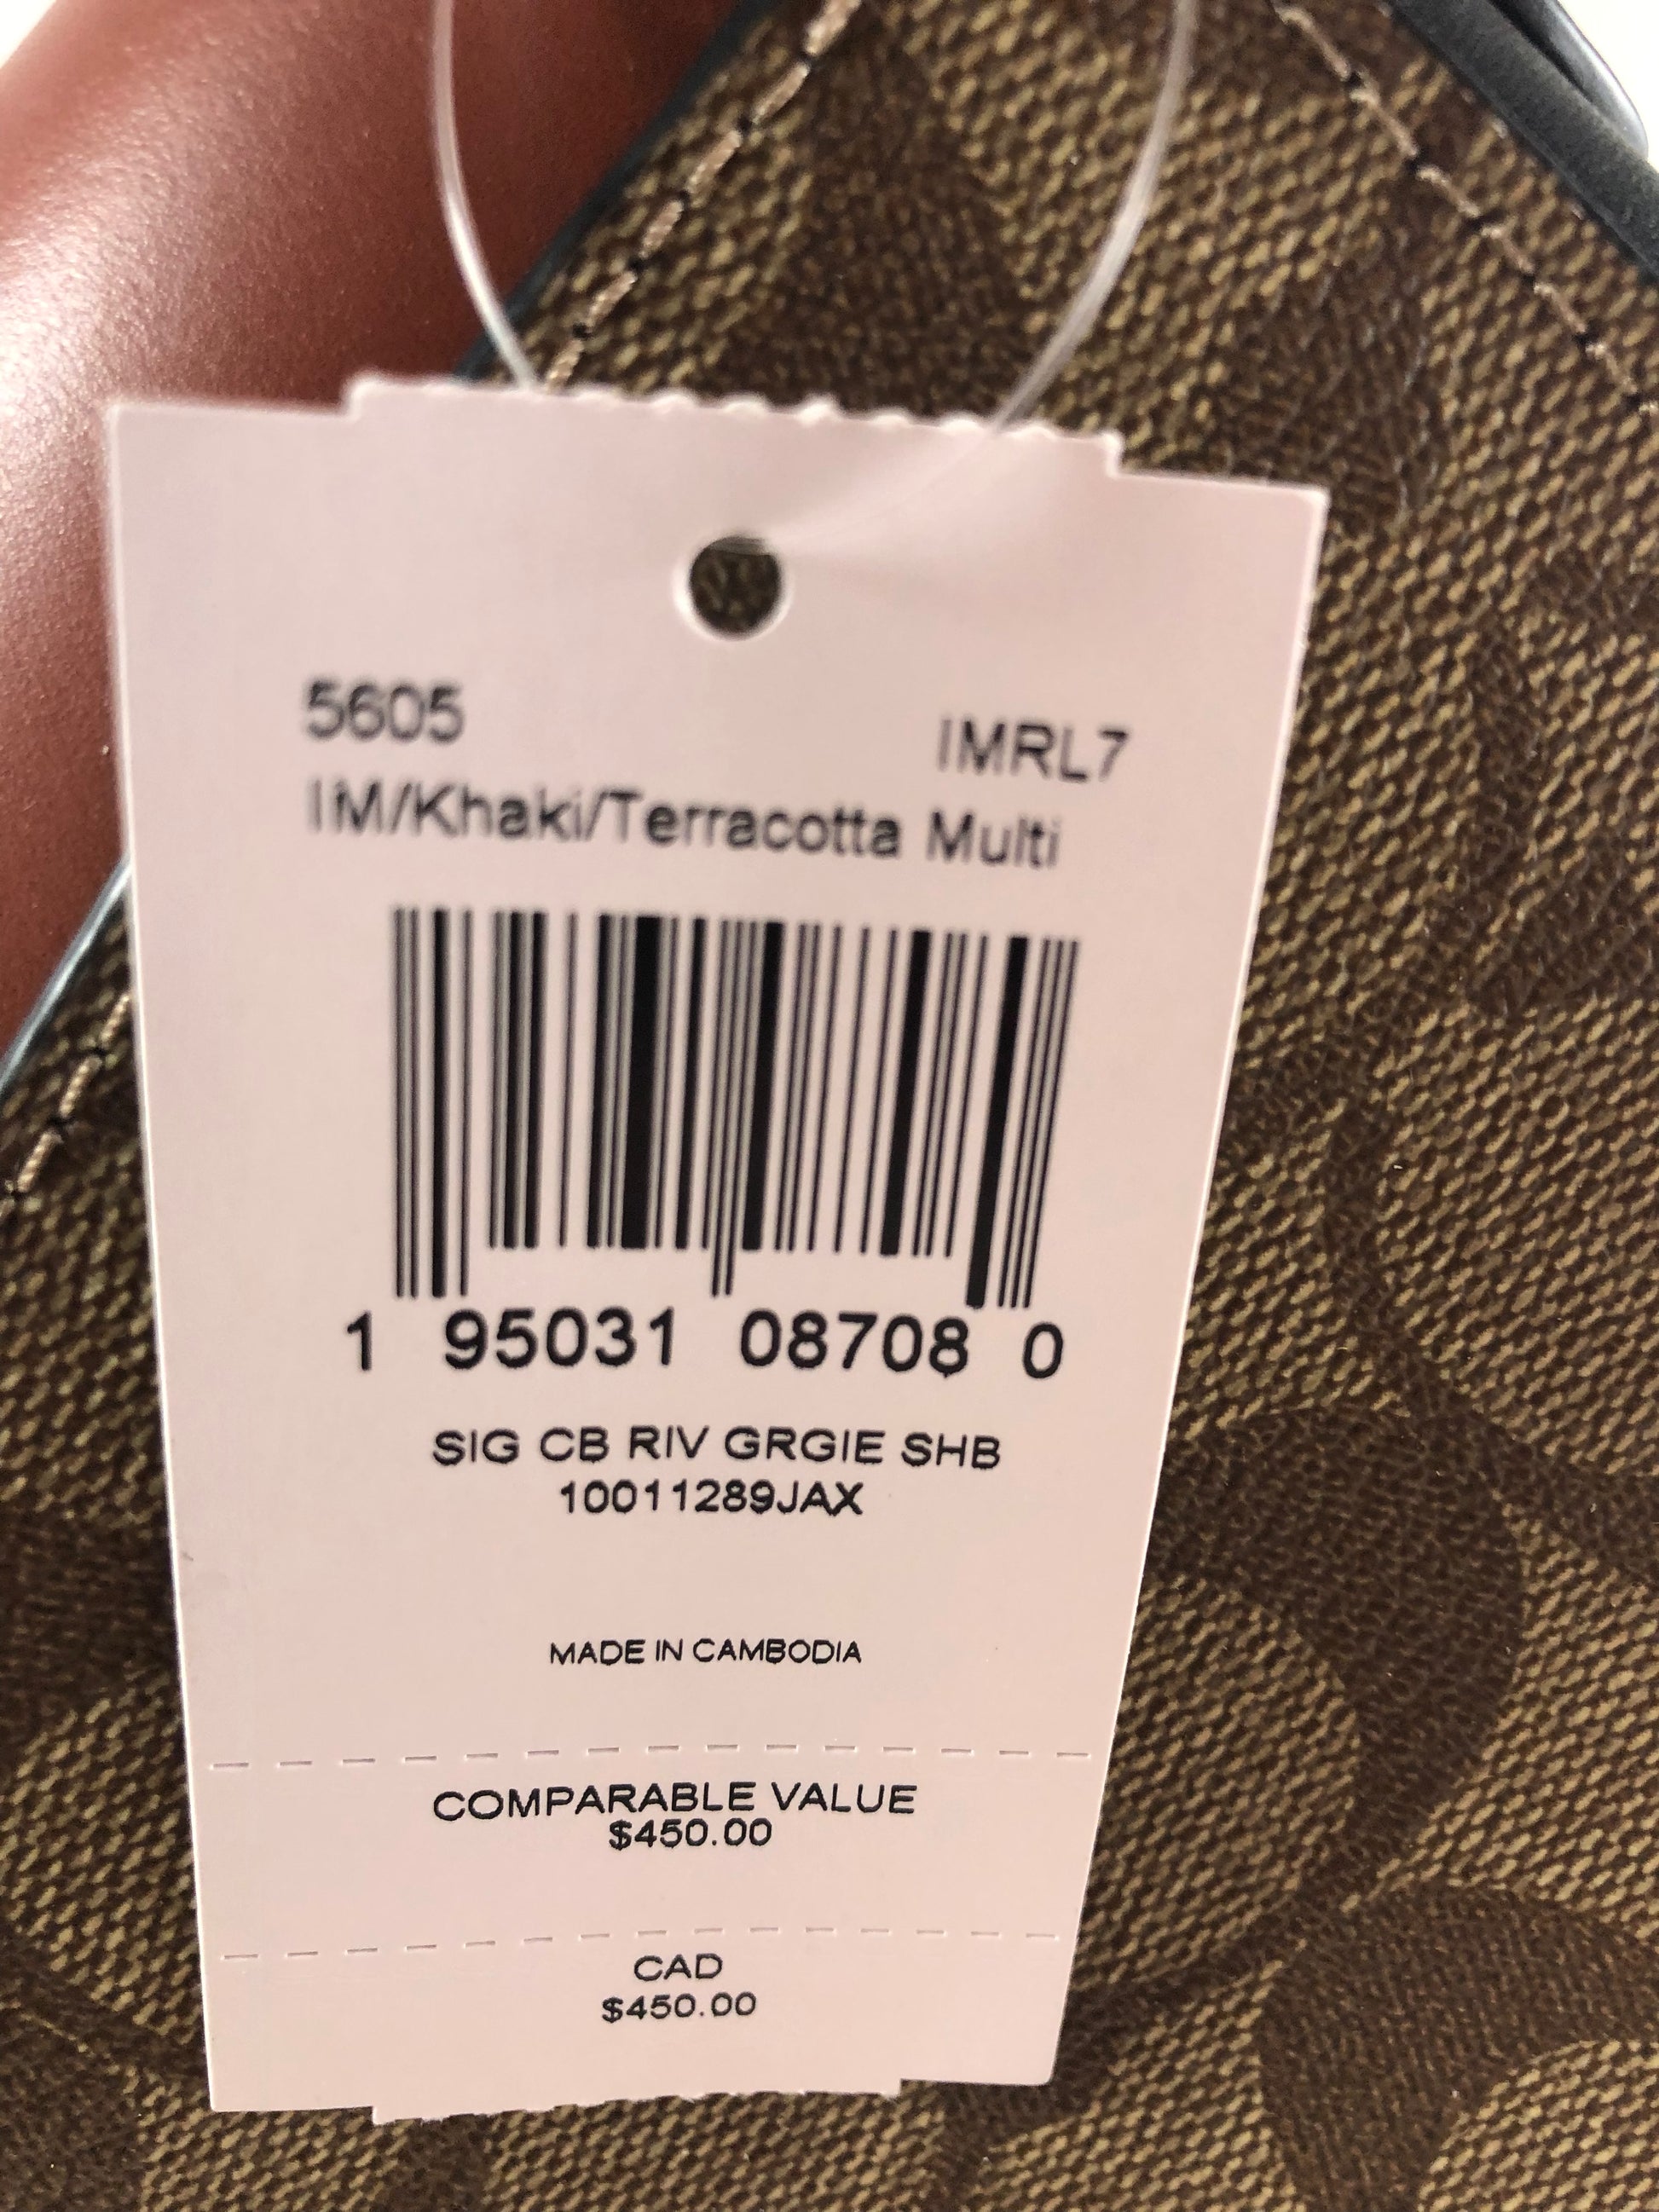 5605 IMRL7
IM/Khaki/Terracotta Multi
1 95031 08708 0
SIG CB RIV GRGIE SHB
10011289JAX
MADE IN CAMBODIA
COMPARABLE VALUE
$450.00
CAD
$450.00